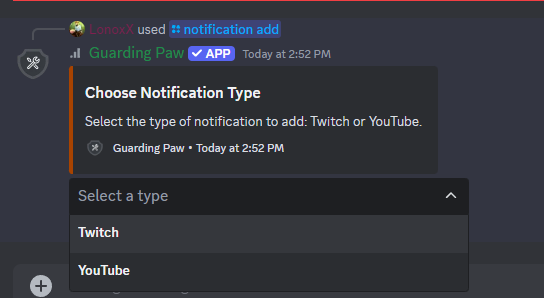 LonoxX used notification add
Guarding Paw ✓ APP Today at 2:52 PM
Choose Notification Type
Select the type of notification to add: Twitch or YouTube.
Guarding Paw • Today at 2:52 PM
Select a type
Twitch
YouTube